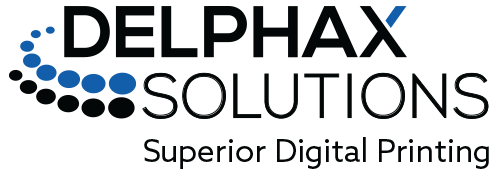 DELPHAX
SOLUTIONS
Superior Digital Printing